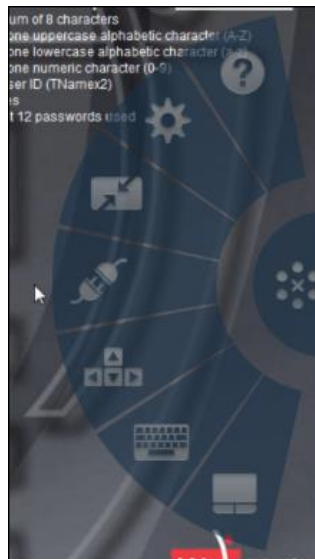 um of 8 characters
one uppercase alphabetic character (A-Z)
one lowercase alphabetic character (a-z)
one numeric character (0-9)
ser ID (TNamex2)
es
t 12 passwords used
?